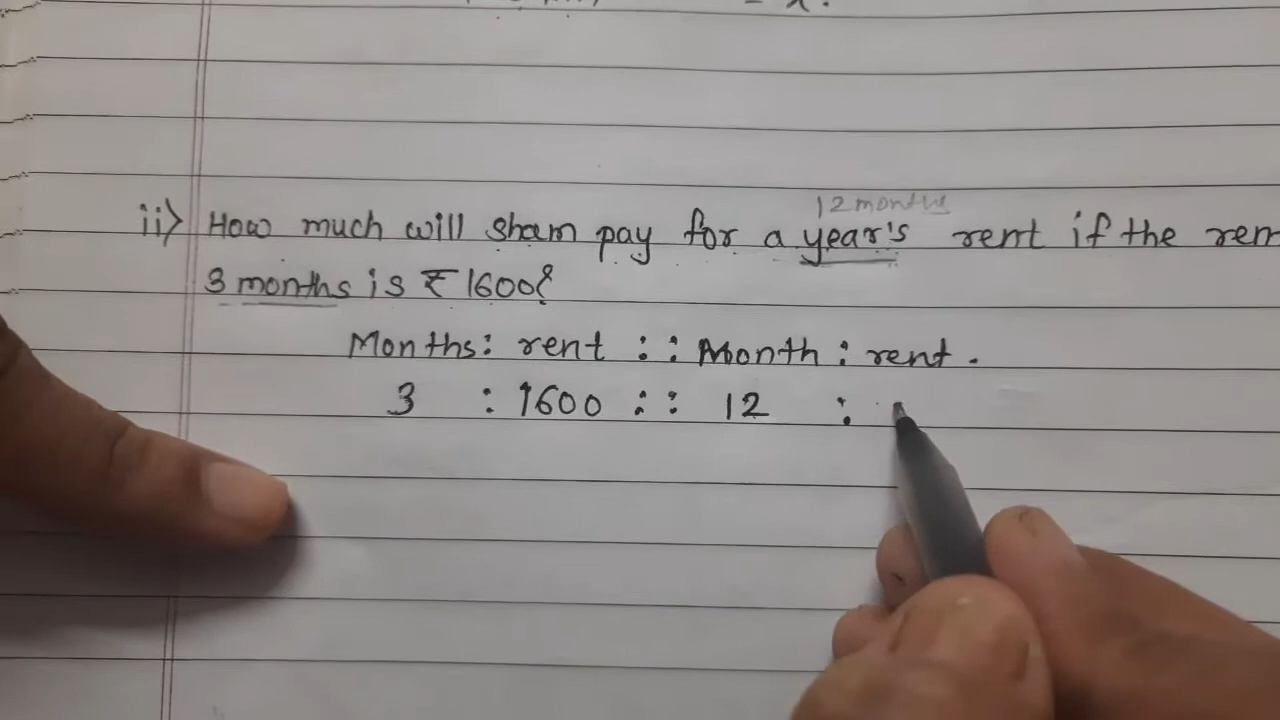 12 months
ii) How much will sham pay for a year's rent if the ren
3 months is ₹ 1600?
Months : rent :: Month : rent .
3 : 1600 :: 12 :